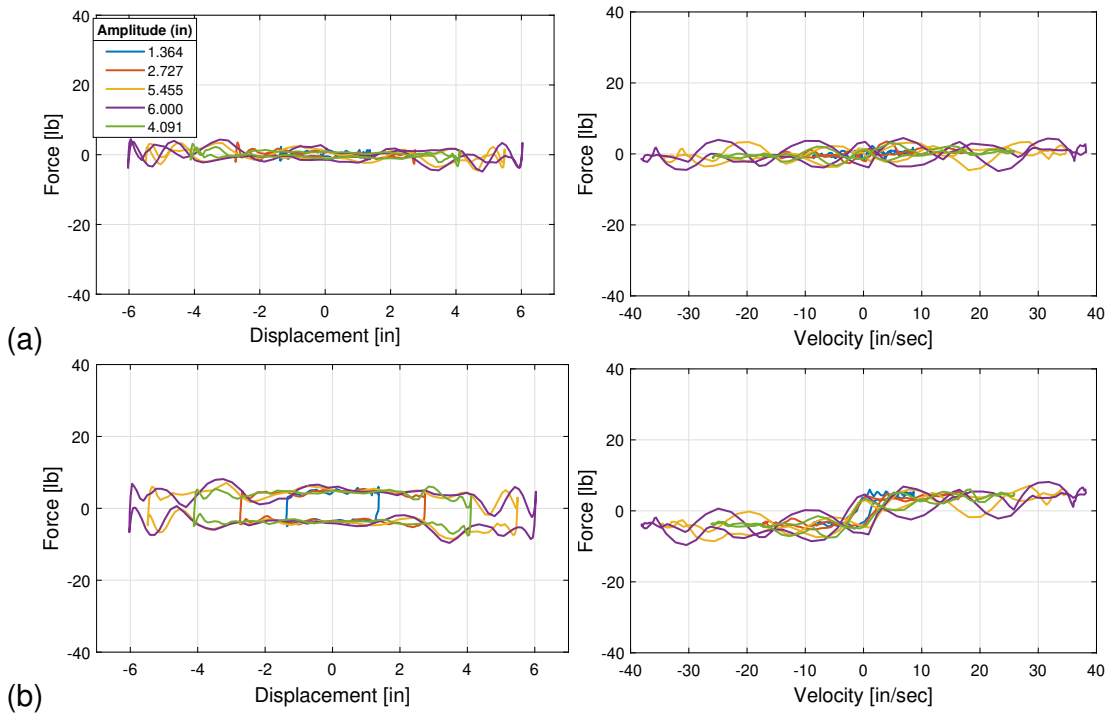 Amplitude (in)
1.364
2.727
5.455
6.000
4.091
40
20
0
-20
-40
Force [lb]
-6 -4 -2 0 2 4 6
Displacement [in]
40
20
0
-20
-40
Force [lb]
-40 -30 -20 -10 0 10 20 30 40
Velocity [in/sec]
(a)
40
20
0
-20
-40
Force [lb]
-6 -4 -2 0 2 4 6
Displacement [in]
40
20
0
-20
-40
Force [lb]
-40 -30 -20 -10 0 10 20 30 40
Velocity [in/sec]
(b)